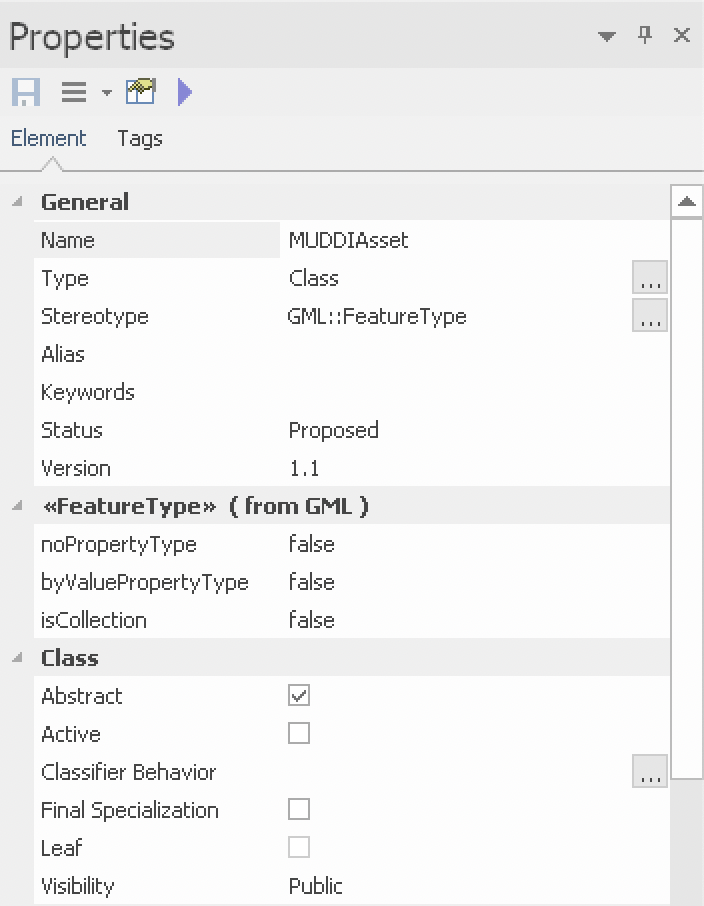 Properties
Element Tags
General
Name MUDDIAsset
Type Class ...
Stereotype GML::FeatureType ...
Alias
Keywords
Status Proposed
Version 1.1
«FeatureType» ( from GML )
noPropertyType false
byValuePropertyType false
isCollection false
Class
Abstract
Active
Classifier Behavior ...
Final Specialization
Leaf
Visibility Public